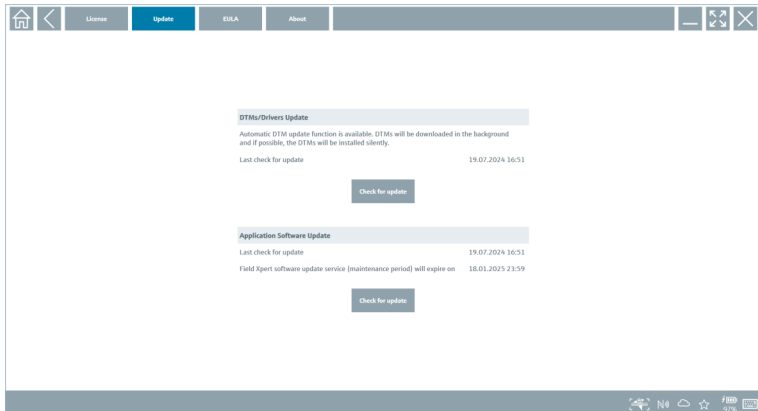 License
Update
EULA
About
DTMs/Drivers Update
Automatic DTM update function is available. DTMs will be downloaded in the background
and if possible, the DTMs will be installed silently.
Last check for update 19.07.2024 16:51
Check for update
Application Software Update
Last check for update 19.07.2024 16:51
Field Xpert software update service (maintenance period) will expire on 18.01.2025 23:59
Check for update
97%